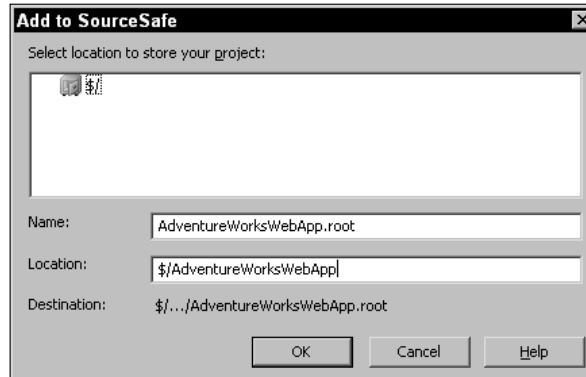 Add to SourceSafe
Select location to store your project:
$/
Name:
AdventureWorksWebApp.root
Location:
$/AdventureWorksWebApp
Destination:
$/.../AdventureWorksWebApp.root
OK
Cancel
Help